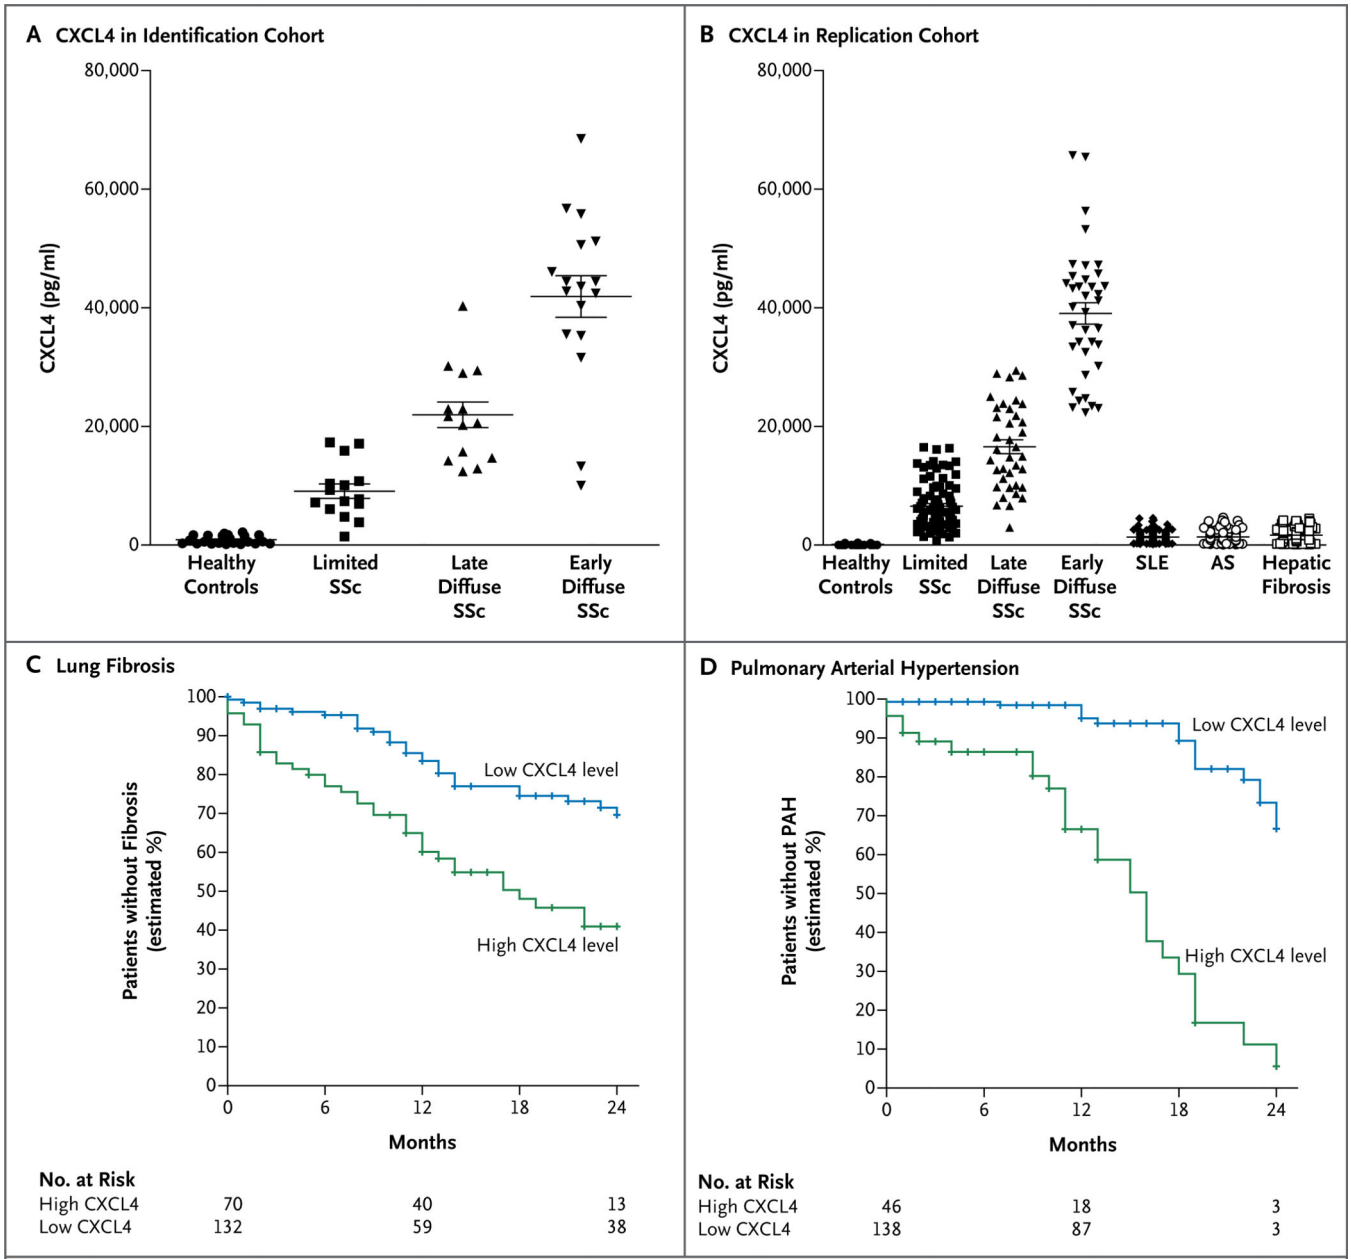 A CXCL4 in Identification Cohort
80,000
60,000
40,000
20,000
0
CXCL4 (pg/ml)
Healthy
Controls
Limited
SSc
Late
Diffuse
SSc
Early
Diffuse
SSc
B CXCL4 in Replication Cohort
80,000
60,000
40,000
20,000
0
CXCL4 (pg/ml)
Healthy
Controls
Limited
SSc
Late
Diffuse
SSc
Early
Diffuse
SSc
SLE
AS
Hepatic
Fibrosis
C Lung Fibrosis
100
90
80
70
60
50
40
30
20
10
0
Patients without Fibrosis
(estimated %)
Low CXCL4 level
High CXCL4 level
0 6 12 18 24
Months
No. at Risk
High CXCL4 70 40 13
Low CXCL4 132 59 38
D Pulmonary Arterial Hypertension
100
90
80
70
60
50
40
30
20
10
0
Patients without PAH
(estimated %)
Low CXCL4 level
High CXCL4 level
0 6 12 18 24
Months
No. at Risk
High CXCL4 46 18 3
Low CXCL4 138 87 3